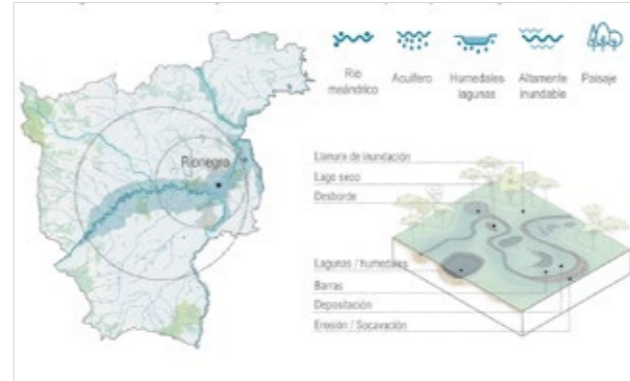 Río
meándrico
Acuífero
Humedales
lagunas
Altamente
inundable
Paisaje
Rionegro
Llanura de inundación
Lago seco
Desborde
Lagunas / humedales
Barras
Depositación
Erosión / Socavación